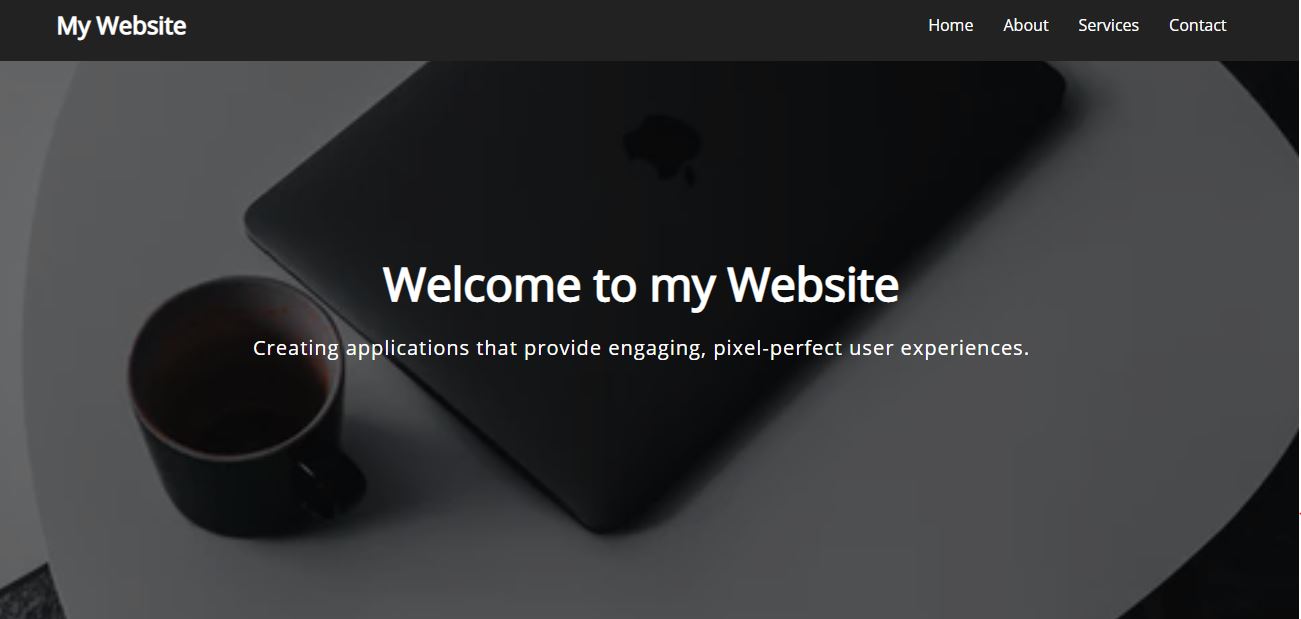 My Website
Home About Services Contact
Welcome to my Website
Creating applications that provide engaging, pixel-perfect user experiences.